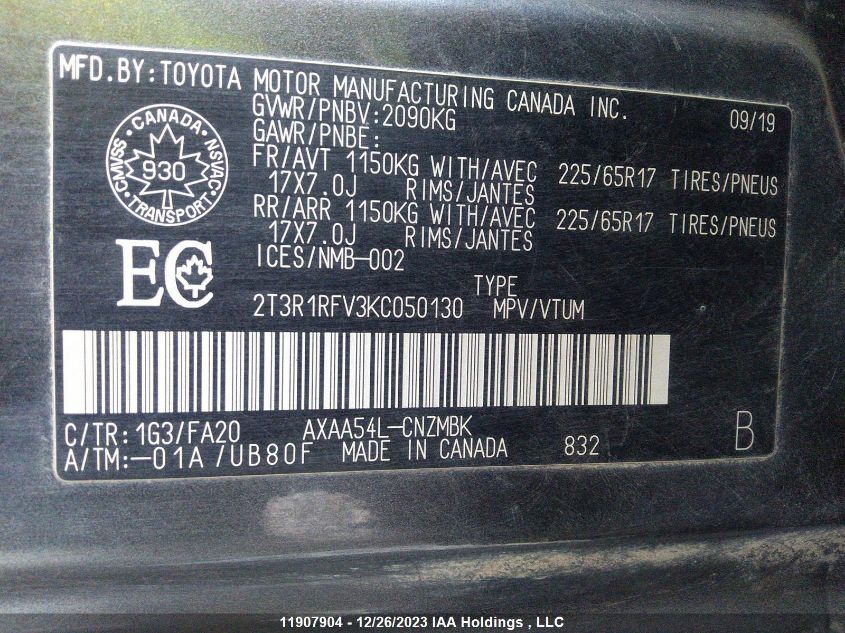 MFD.BY:TOYOTA MOTOR MANUFACTURING CANADA INC. 09/19
GVWR/PNBV:2090KG
GAWR/PNBE:
FR/AVT 1150KG WITH/AVEC 225/65R17 TIRES/PNEUS
17X7.0J RIMS/JANTES
RR/ARR 1150KG WITH/AVEC 225/65R17 TIRES/PNEUS
17X7.0J RIMS/JANTES
ICES/NMB-002
CANADA
CMVSS 930 NSVAC
TRANSPORT
EC
TYPE
2T3R1RFV3KC050130 MPV/VTUM
C/TR:1G3/FA20 AXAA54L-CNZMBK
A/TM:-01A /UB80F MADE IN CANADA 832 B
11907904 - 12/26/2023 IAA Holdings , LLC